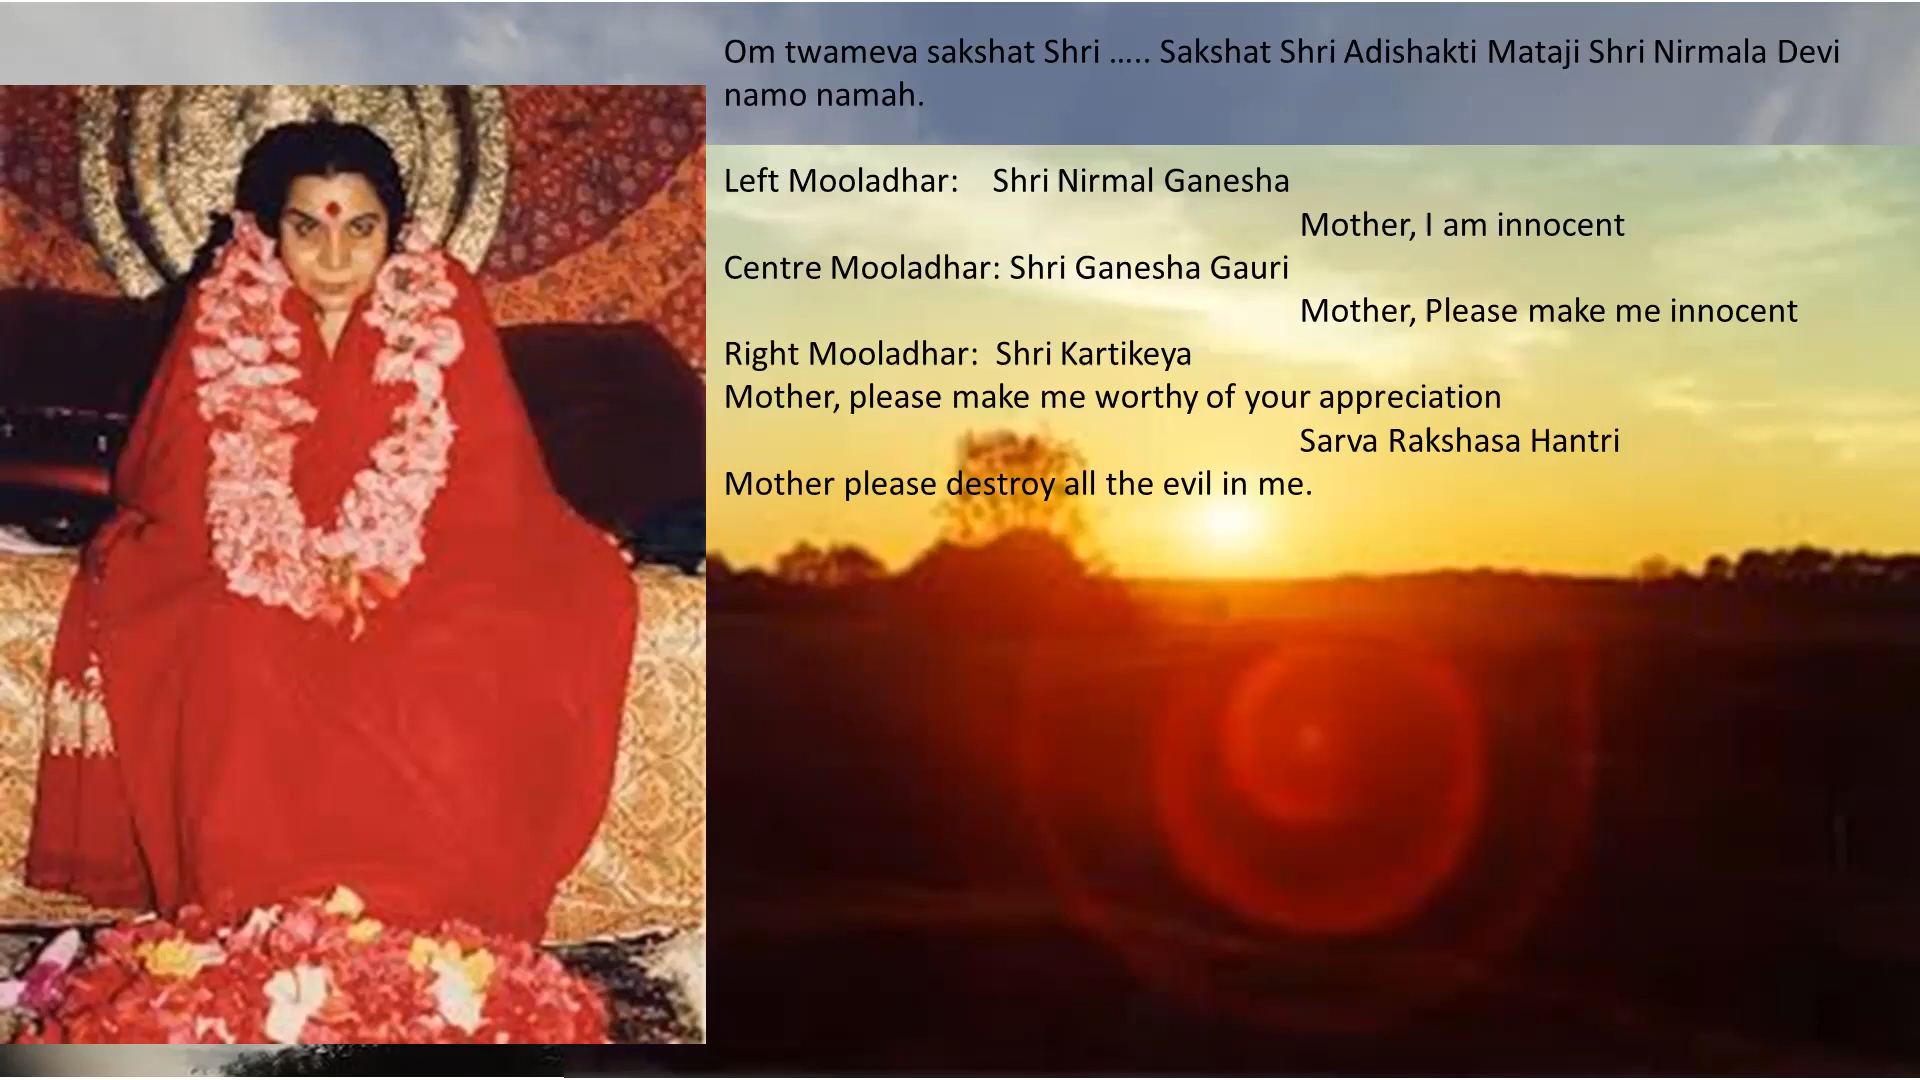 Om twameva sakshat Shri ..... Sakshat Shri Adishakti Mataji Shri Nirmala Devi
namo namah.
Left Mooladhar: Shri Nirmal Ganesha
Mother, I am innocent
Centre Mooladhar: Shri Ganesha Gauri
Mother, Please make me innocent
Right Mooladhar: Shri Kartikeya
Mother, please make me worthy of your appreciation
Sarva Rakshasa Hantri
Mother please destroy all the evil in me.